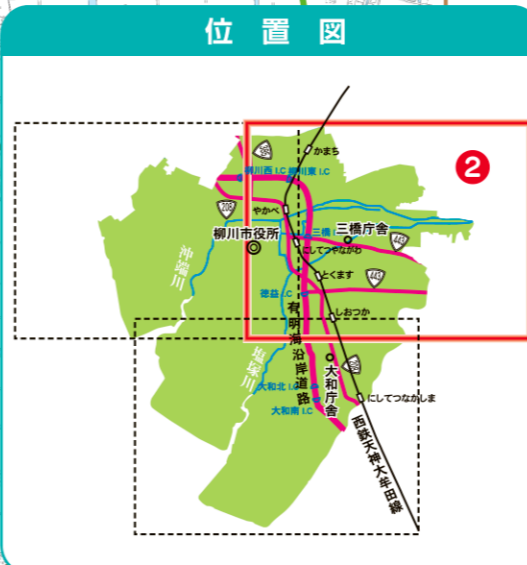 位置図
2
かまち
柳川西 I.C
柳川東 I.C
208
やかべ
三橋 I
三橋庁舎
443
柳川市役所
にしてつやながわ
沖端川
とくます
443
徳益 I.C
しおつか
有明海沿岸道路
塩塚川
大和庁舎
大和北 I.C
大和南 I.C
にしてつなかしま
西鉄天神大牟田線